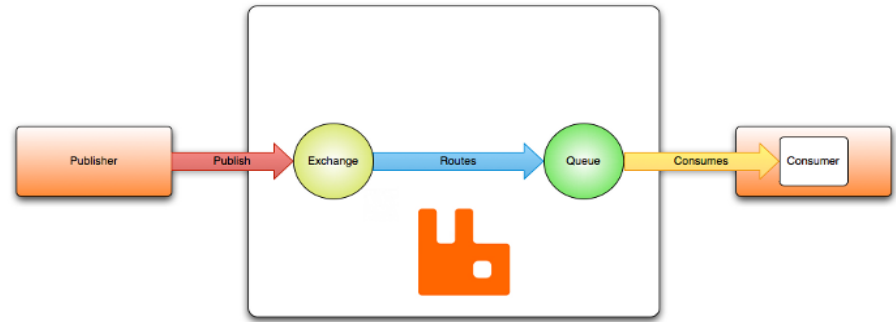 Publisher
Publish
Exchange
Routes
Queue
Consumes
Consumer